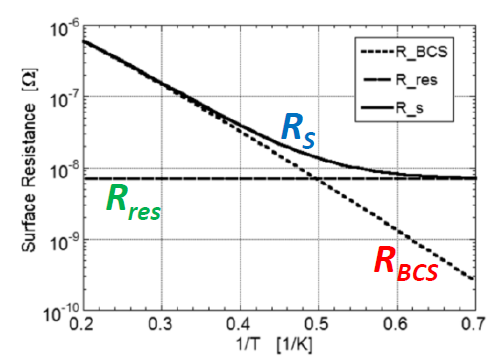 10⁻⁶
10⁻⁷
10⁻⁸
10⁻⁹
10⁻¹⁰
Surface Resistance [Ω]
R_BCS
R_res
R_s
R_S
R_res
R_BCS
0.2 0.3 0.4 0.5 0.6 0.7
1/T [1/K]